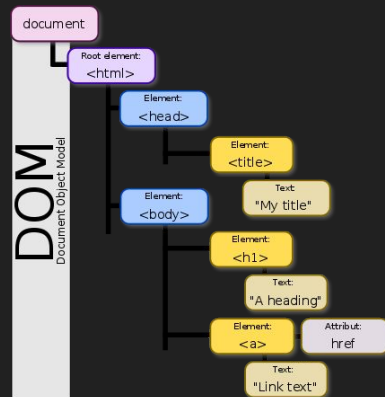 document
Root element:
<html>
Element:
<head>
Element:
<title>
Text:
"My title"
Element:
<body>
Element:
<h1>
Text:
"A heading"
Element:
<a>
Attribut:
href
Text:
"Link text"
DOM
Document Object Model